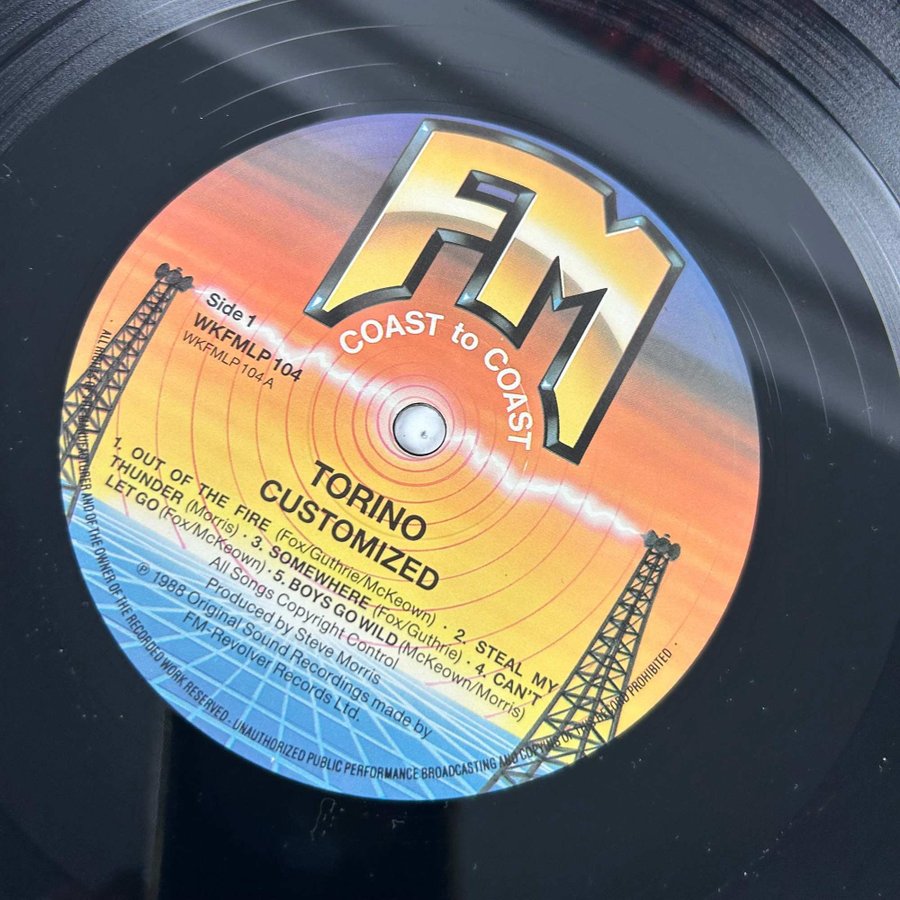 FM
COAST to COAST
Side 1
WKFMLP 104
WKFMLP 104 A
TORINO
CUSTOMIZED
1. OUT OF THE FIRE (Fox/Guthrie/McKeown) · 2. STEAL MY
THUNDER (Morris) · 3. SOMEWHERE (Fox/Guthrie) · 4. CAN'T
LET GO (Fox/McKeown) · 5. BOYS GO WILD (McKeown/Morris)
All Songs Copyright Control
Produced by Steve Morris
℗ 1988 Original Sound Recordings made by
FM-Revolver Records Ltd.
ALL RIGHTS OF THE MANUFACTURER AND OF THE OWNER OF THE RECORDED WORK RESERVED - UNAUTHORIZED PUBLIC PERFORMANCE BROADCASTING AND COPYING OF THIS RECORD PROHIBITED